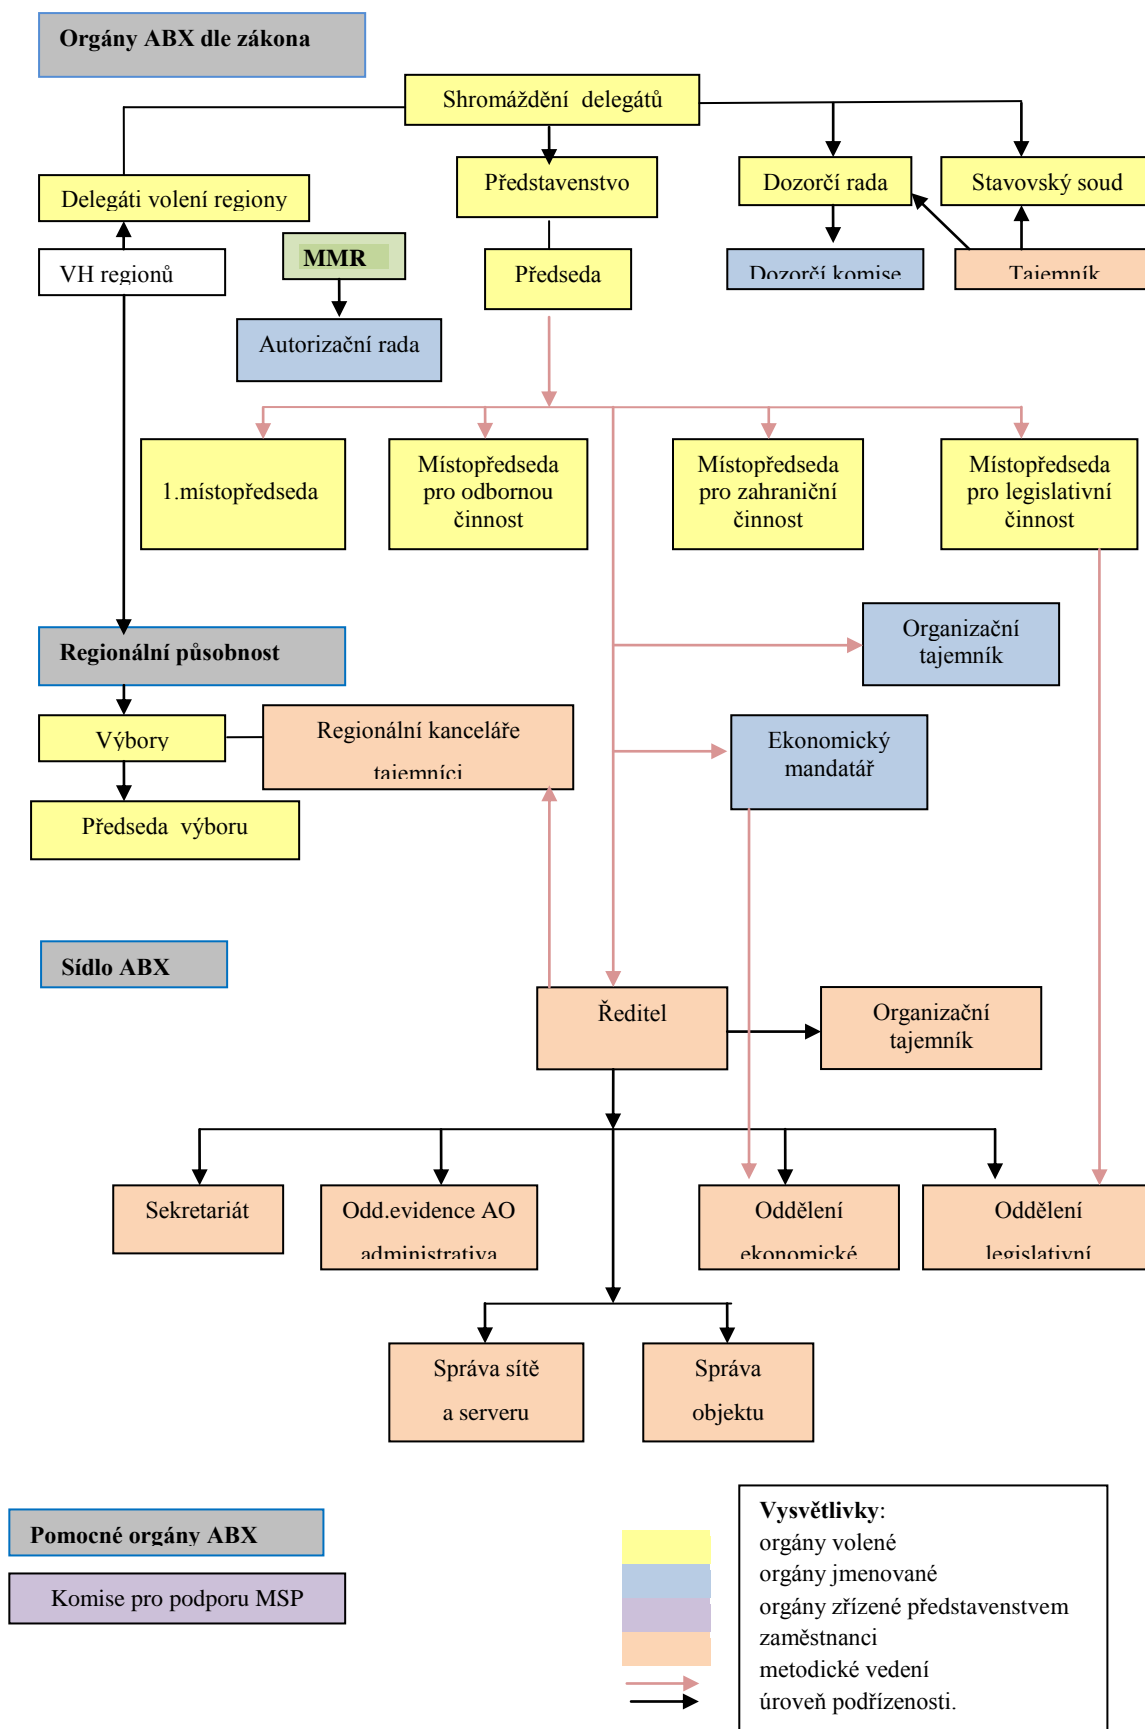 Orgány ABX dle zákona
Shromáždění delegátů
Delegáti volení regiony
Představenstvo
Dozorčí rada
Stavovský soud
VH regionů
MMR
Předseda
Dozorčí komise
Tajemník
Autorizační rada
1.místopředseda
Místopředseda
pro odbornou
činnost
Místopředseda
pro zahraniční
činnost
Místopředseda
pro legislativní
činnost
Organizační
tajemník
Regionální působnost
Výbory
Regionální kanceláře
tajemníci
Ekonomický
mandatář
Předseda výboru
Sídlo ABX
Ředitel
Organizační
tajemník
Sekretariát
Odd.evidence AO
administrativa
Oddělení
ekonomické
Oddělení
legislativní
Správa sítě
a serveru
Správa
objektu
Pomocné orgány ABX
Komise pro podporu MSP
Vysvětlivky:
orgány volené
orgány jmenované
orgány zřízené představenstvem
zaměstnanci
metodické vedení
úroveň podřízenosti.